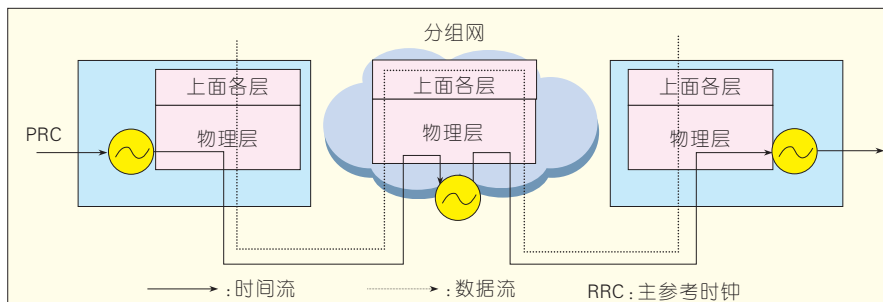 分组网
上面各层
上面各层
上面各层
PRC
物理层
物理层
物理层
:时间流
:数据流
RRC:主参考时钟